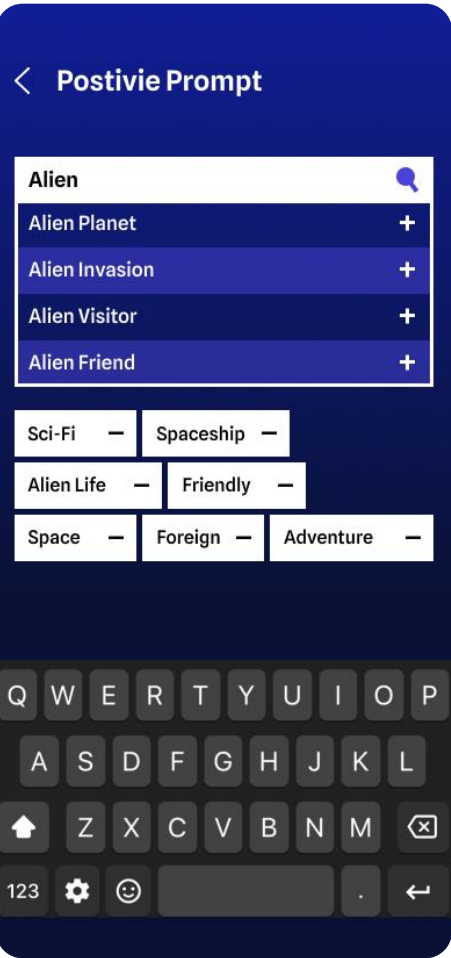 Postivie Prompt
Alien
Alien Planet +
Alien Invasion +
Alien Visitor +
Alien Friend +
Sci-Fi — Spaceship —
Alien Life — Friendly —
Space — Foreign — Adventure —
Q W E R T Y U I O P
A S D F G H J K L
Z X C V B N M
123 .